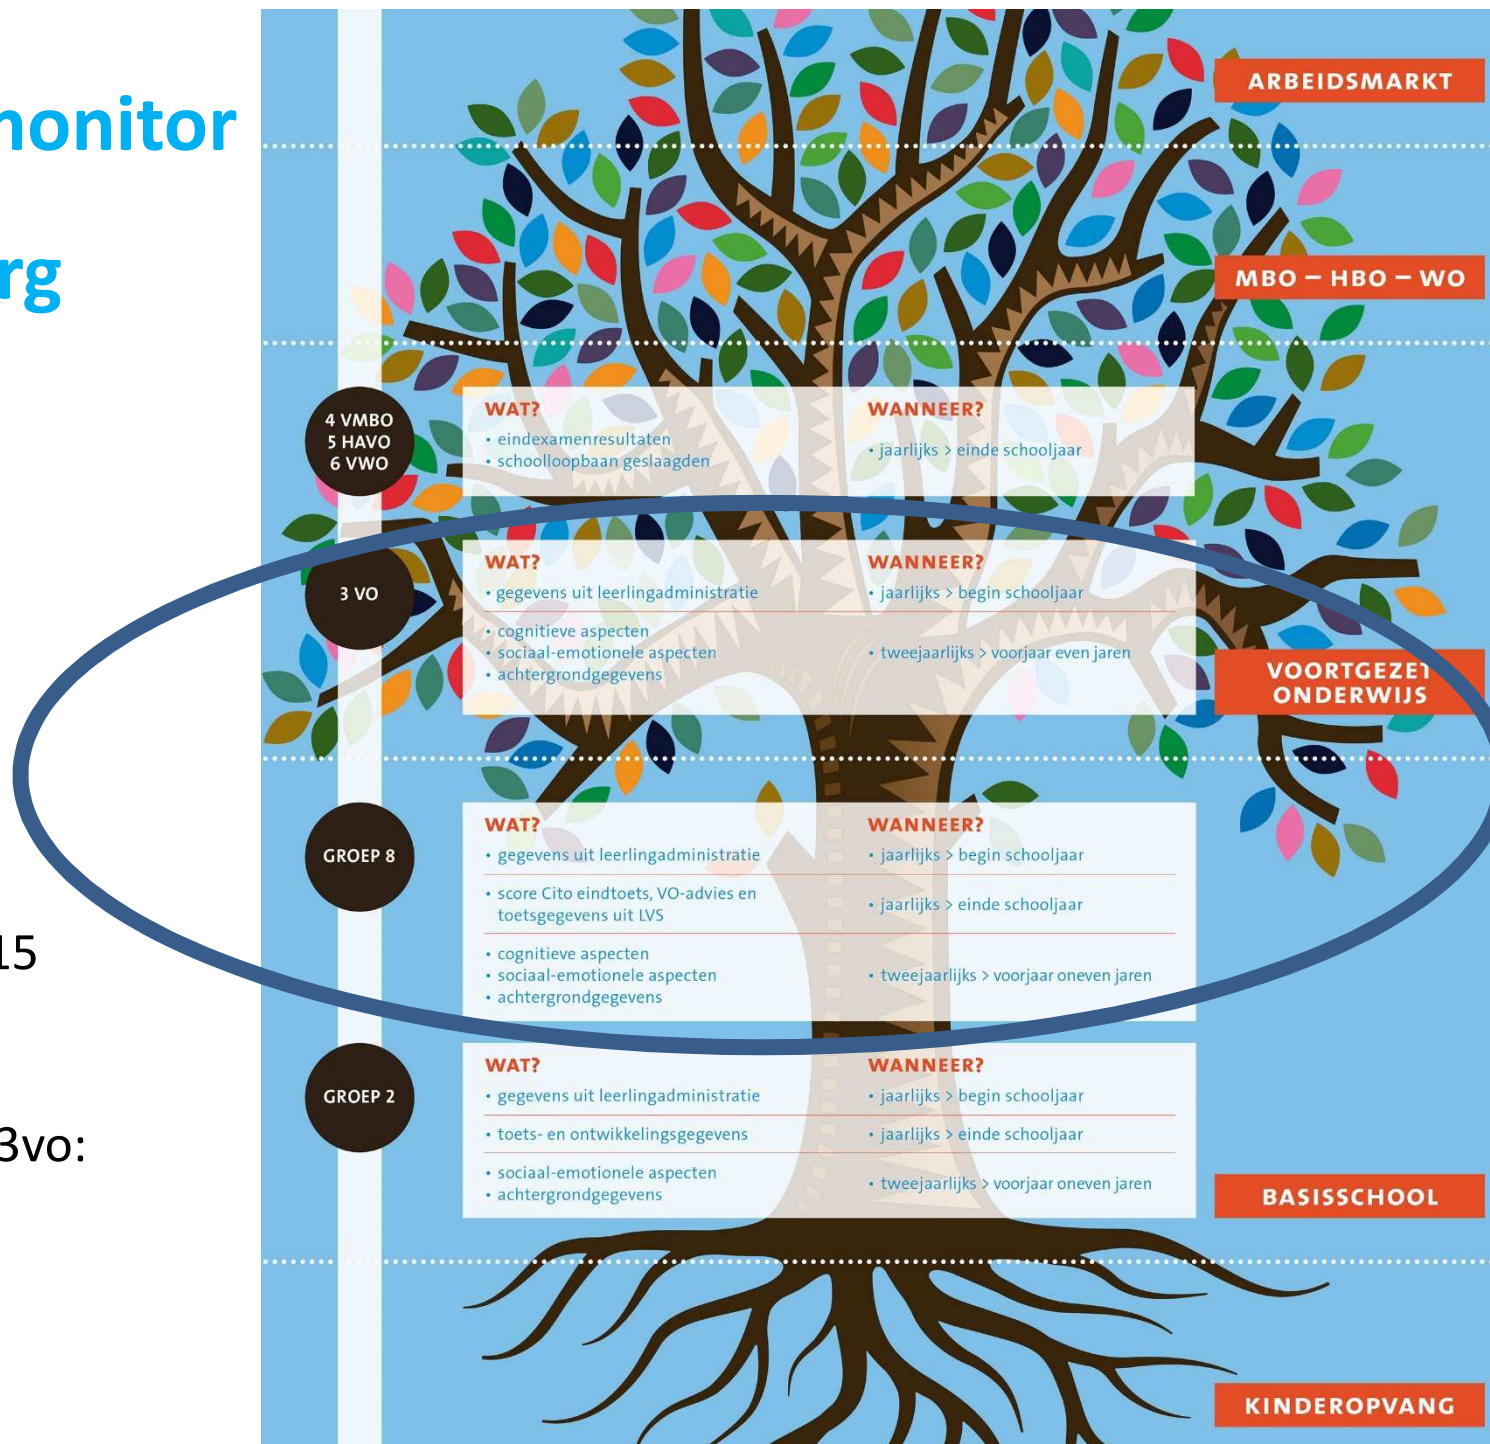 monitor
rg
15
3vo:
ARBEIDSMARKT
MBO – HBO – WO
4 VMBO
5 HAVO
6 VWO
WAT?
• eindexamenresultaten
• schoolloopbaan geslaagden
WANNEER?
• jaarlijks > einde schooljaar
3 VO
WAT?
• gegevens uit leerlingadministratie
• cognitieve aspecten
• sociaal-emotionele aspecten
• achtergrondgegevens
WANNEER?
• jaarlijks > begin schooljaar
• tweejaarlijks > voorjaar even jaren
VOORTGEZET
ONDERWIJS
GROEP 8
WAT?
• gegevens uit leerlingadministratie
• score Cito eindtoets, VO-advies en
toetsgegevens uit LVS
• cognitieve aspecten
• sociaal-emotionele aspecten
• achtergrondgegevens
WANNEER?
• jaarlijks > begin schooljaar
• jaarlijks > einde schooljaar
• tweejaarlijks > voorjaar oneven jaren
GROEP 2
WAT?
• gegevens uit leerlingadministratie
• toets- en ontwikkelingsgegevens
• sociaal-emotionele aspecten
• achtergrondgegevens
WANNEER?
• jaarlijks > begin schooljaar
• jaarlijks > einde schooljaar
• tweejaarlijks > voorjaar oneven jaren
BASISSCHOOL
KINDEROPVANG